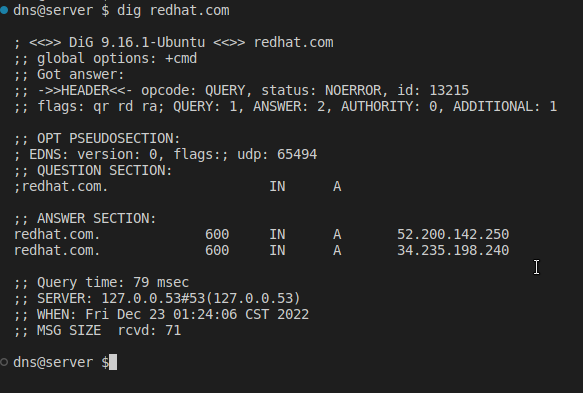 dns@server $ dig redhat.com
; <<>> DiG 9.16.1-Ubuntu <<>> redhat.com
;; global options: +cmd
;; Got answer:
;; ->>HEADER<<- opcode: QUERY, status: NOERROR, id: 13215
;; flags: qr rd ra; QUERY: 1, ANSWER: 2, AUTHORITY: 0, ADDITIONAL: 1
;; OPT PSEUDOSECTION:
; EDNS: version: 0, flags:; udp: 65494
;; QUESTION SECTION:
;redhat.com. IN A
;; ANSWER SECTION:
redhat.com. 600 IN A 52.200.142.250
redhat.com. 600 IN A 34.235.198.240
;; Query time: 79 msec
;; SERVER: 127.0.0.53#53(127.0.0.53)
;; WHEN: Fri Dec 23 01:24:06 CST 2022
;; MSG SIZE rcvd: 71
dns@server $